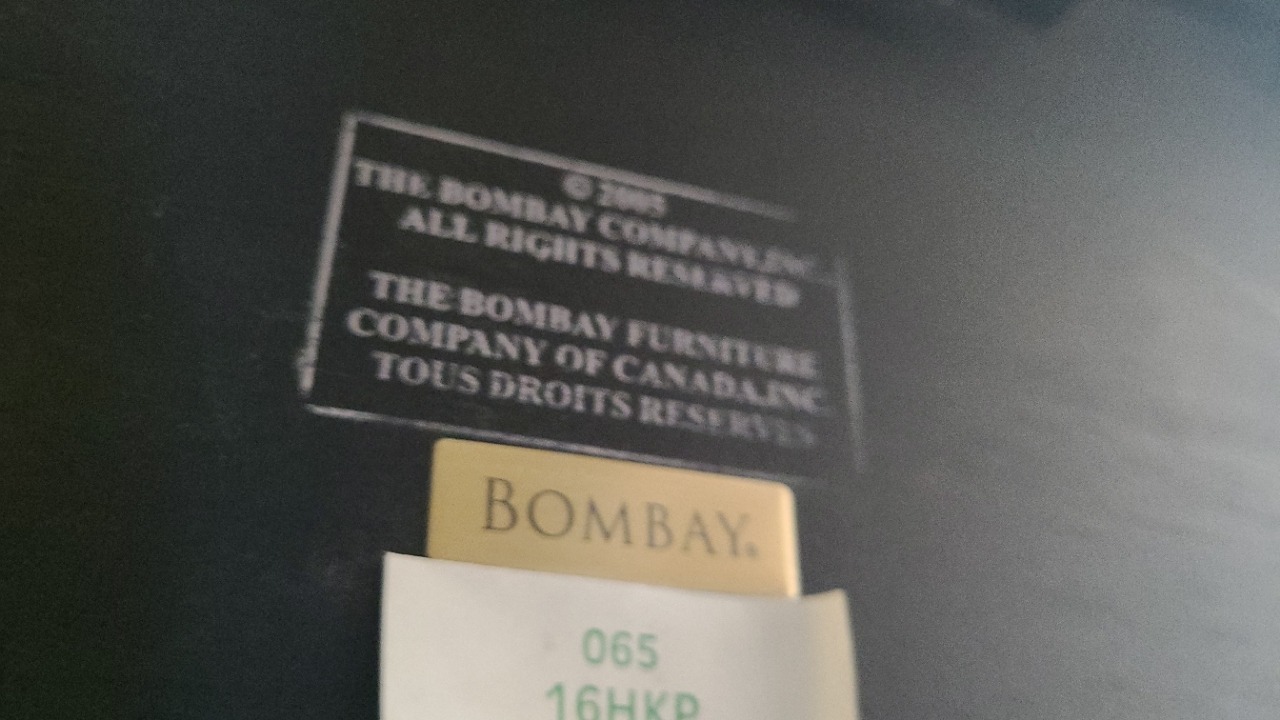 © 2005
THE BOMBAY COMPANY,INC.
ALL RIGHTS RESERVED
THE BOMBAY FURNITURE
COMPANY OF CANADA,INC.
TOUS DROITS RESERVES
BOMBAY®
065
16HKP